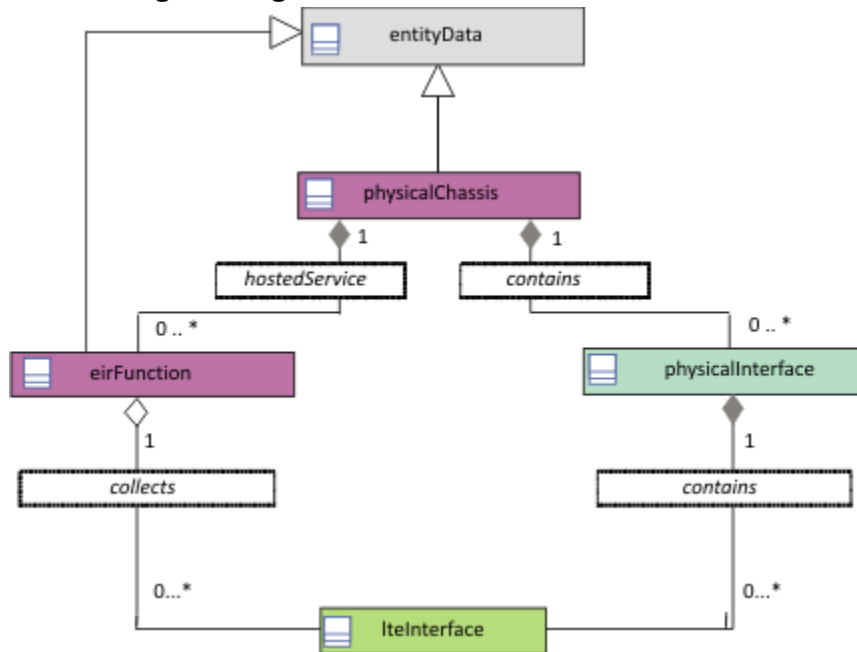 entityData
physicalChassis
1
1
hostedService
contains
0 .. *
0 .. *
eirFunction
physicalInterface
1
1
collects
contains
0...*
0...*
lteInterface